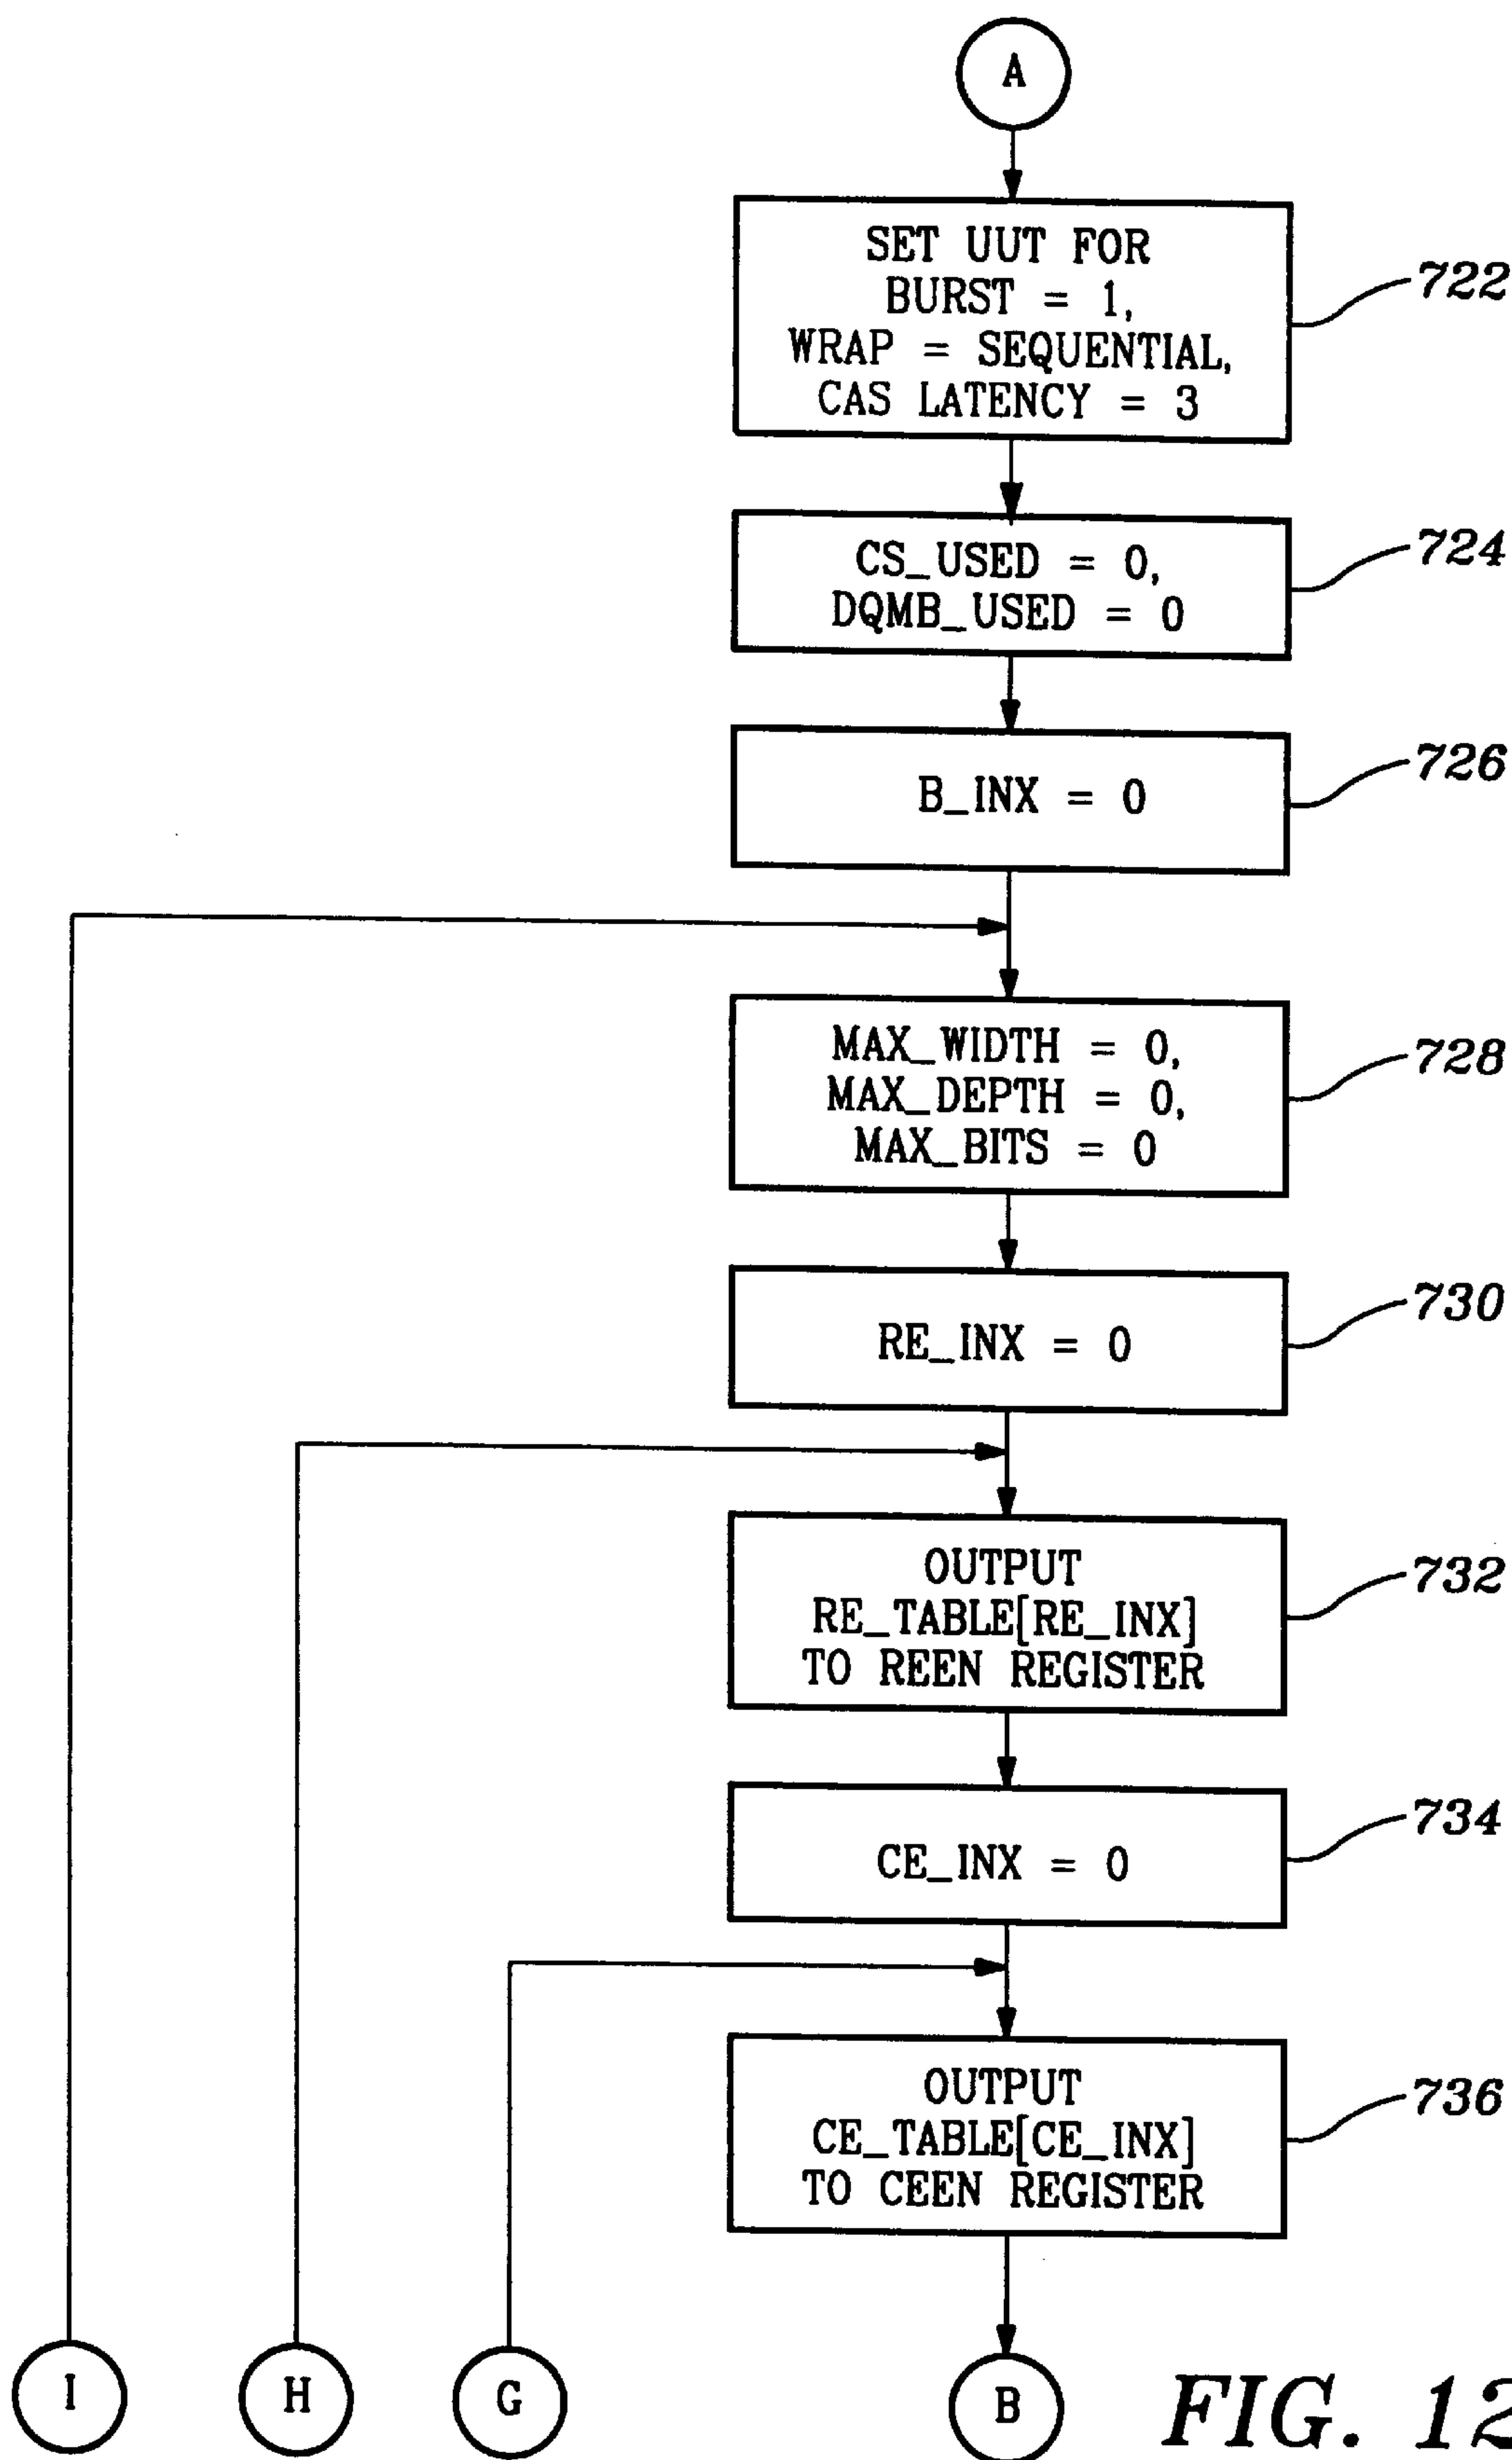 A
SET UUT FOR
BURST = 1,
WRAP = SEQUENTIAL,
CAS LATENCY = 3
722
CS_USED = 0,
DQMB_USED = 0
724
B_INX = 0
726
MAX_WIDTH = 0,
MAX_DEPTH = 0,
MAX_BITS = 0
728
RE_INX = 0
730
OUTPUT
RE_TABLE[RE_INX]
TO REEN REGISTER
732
CE_INX = 0
734
OUTPUT
CE_TABLE[CE_INX]
TO CEEN REGISTER
736
I
H
G
B
FIG. 12